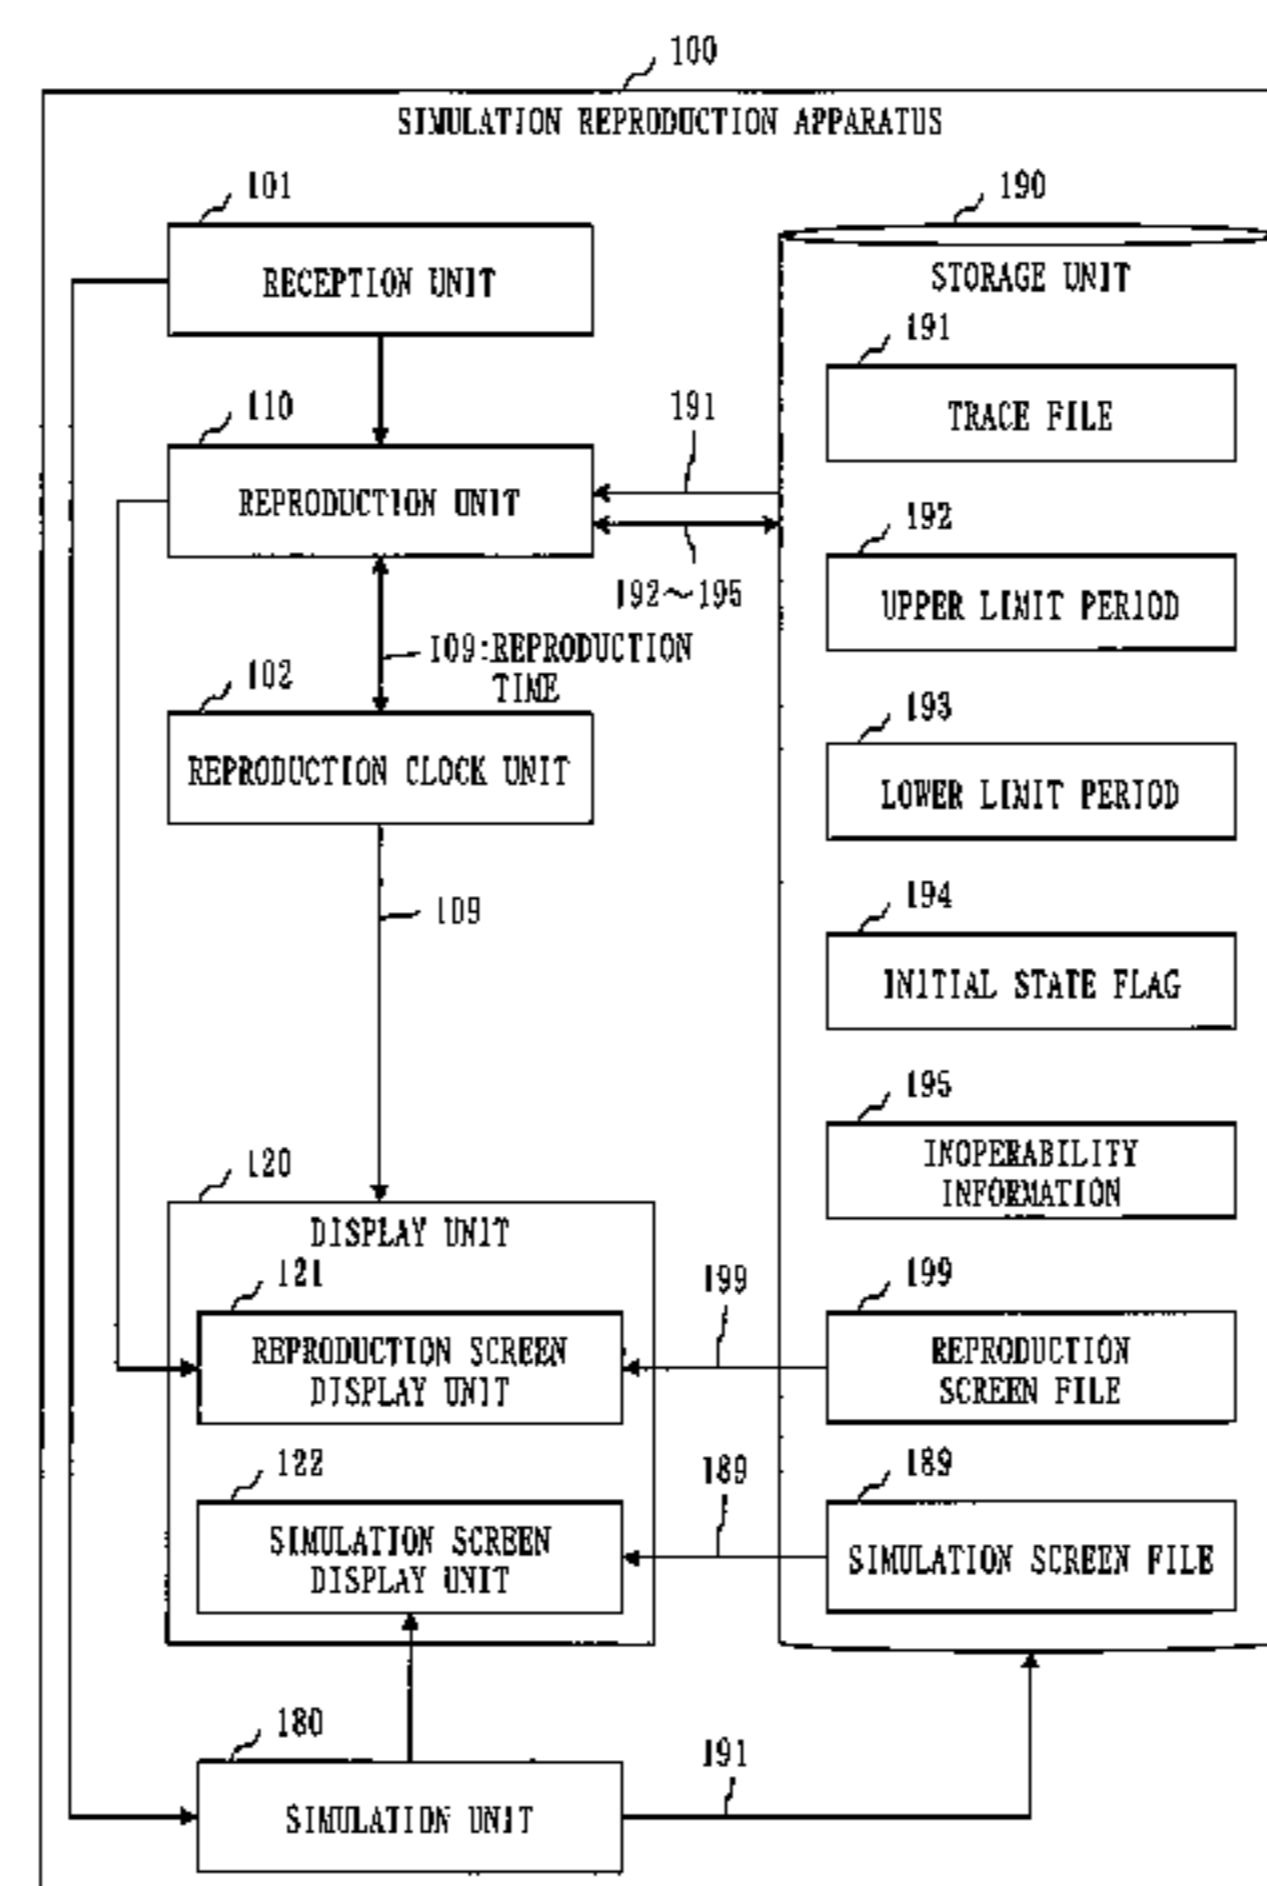 100
SIMULATION REPRODUCTION APPARATUS
101
RECEPTION UNIT
110
REPRODUCTION UNIT
191
192～195
109:REPRODUCTION
TIME
102
REPRODUCTION CLOCK UNIT
109
120
DISPLAY UNIT
121
REPRODUCTION SCREEN
DISPLAY UNIT
122
SIMULATION SCREEN
DISPLAY UNIT
180
SIMULATION UNIT
190
STORAGE UNIT
191
TRACE FILE
192
UPPER LIMIT PERIOD
193
LOWER LIMIT PERIOD
194
INITIAL STATE FLAG
195
INOPERABILITY
INFORMATION
199
199
REPRODUCTION
SCREEN FILE
189
189
SIMULATION SCREEN FILE
191